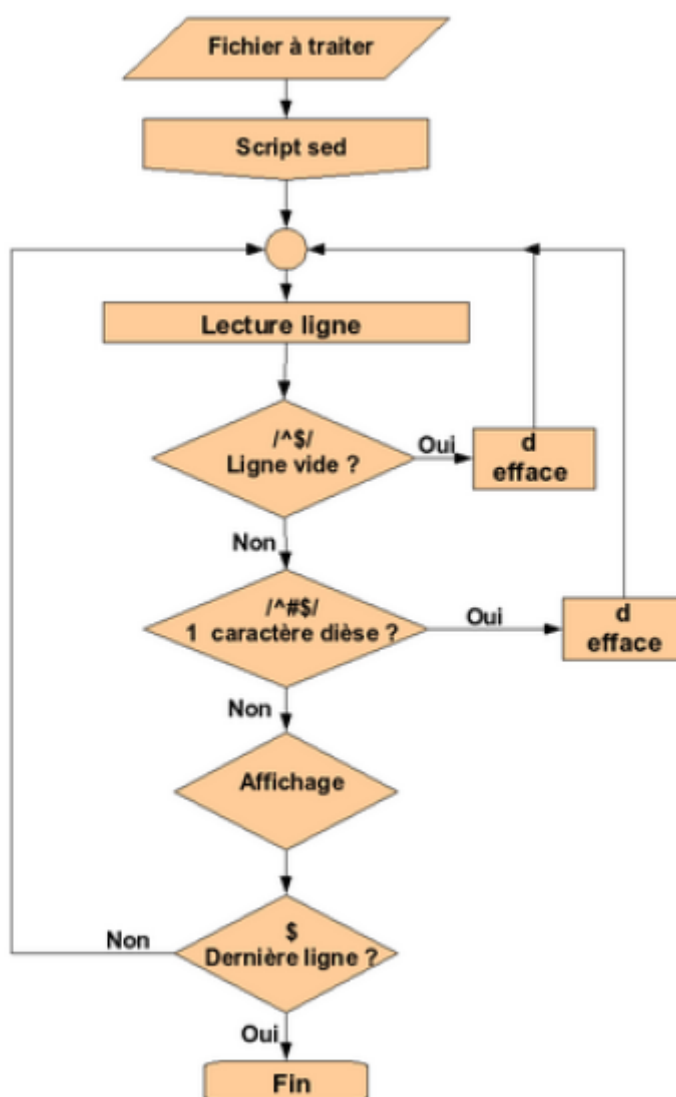 Fichier à traiter
Script sed
Lecture ligne
/^$/
Ligne vide ?
Oui
d
efface
Non
/^#$/
1 caractère dièse ?
Oui
d
efface
Non
Affichage
$
Dernière ligne ?
Non
Oui
Fin